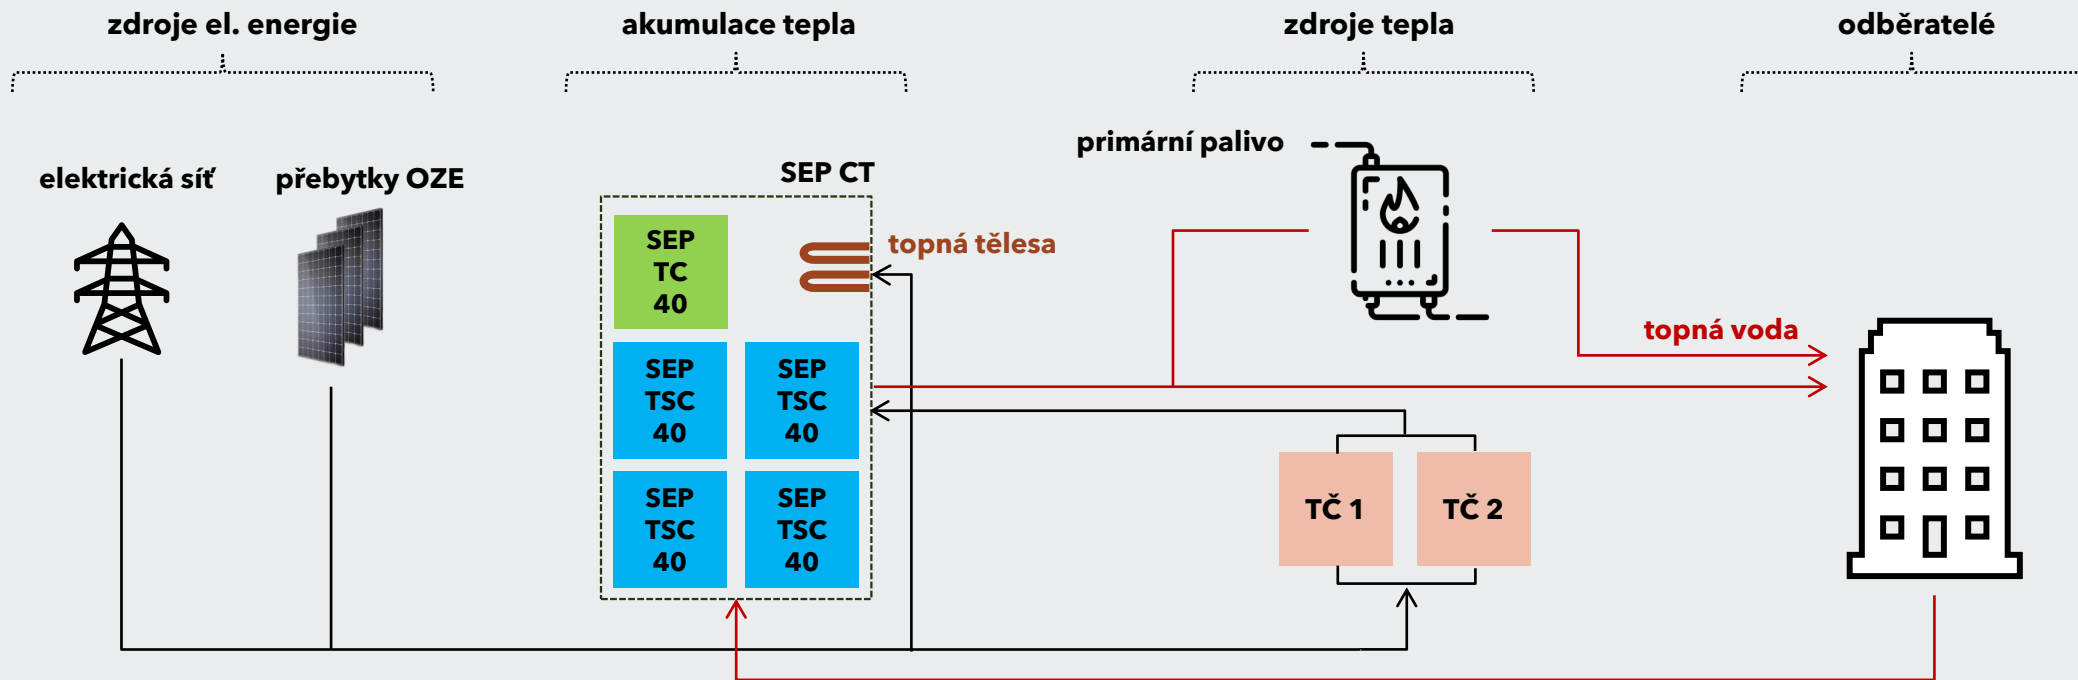 zdroje el. energie
akumulace tepla
zdroje tepla
odběratelé
elektrická síť
přebytky OZE
SEP CT
primární palivo
SEP
TC
40
topná tělesa
SEP
TSC
40
SEP
TSC
40
SEP
TSC
40
SEP
TSC
40
topná voda
TČ 1
TČ 2